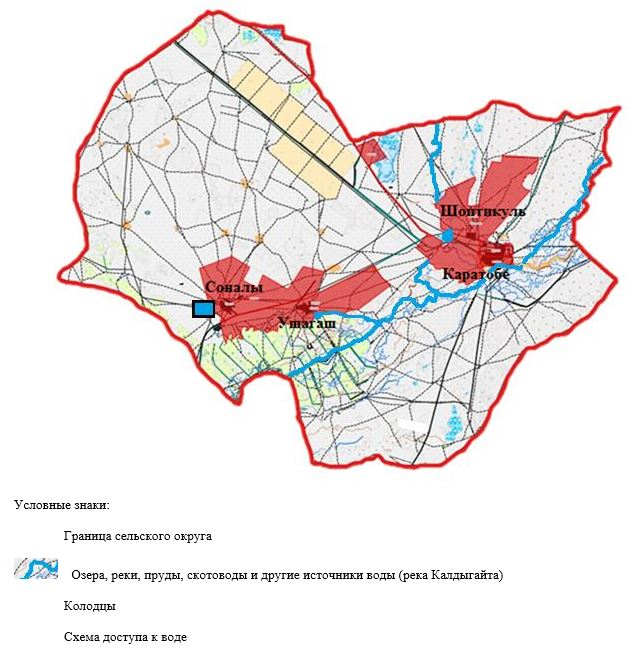 Шоптикуль
Каратобе
Соналы
Ушагаш
Условные знаки:
Граница сельского округа
Озера, реки, пруды, скотоводы и другие источники воды (река Калдыгайта)
Колодцы
Схема доступа к воде